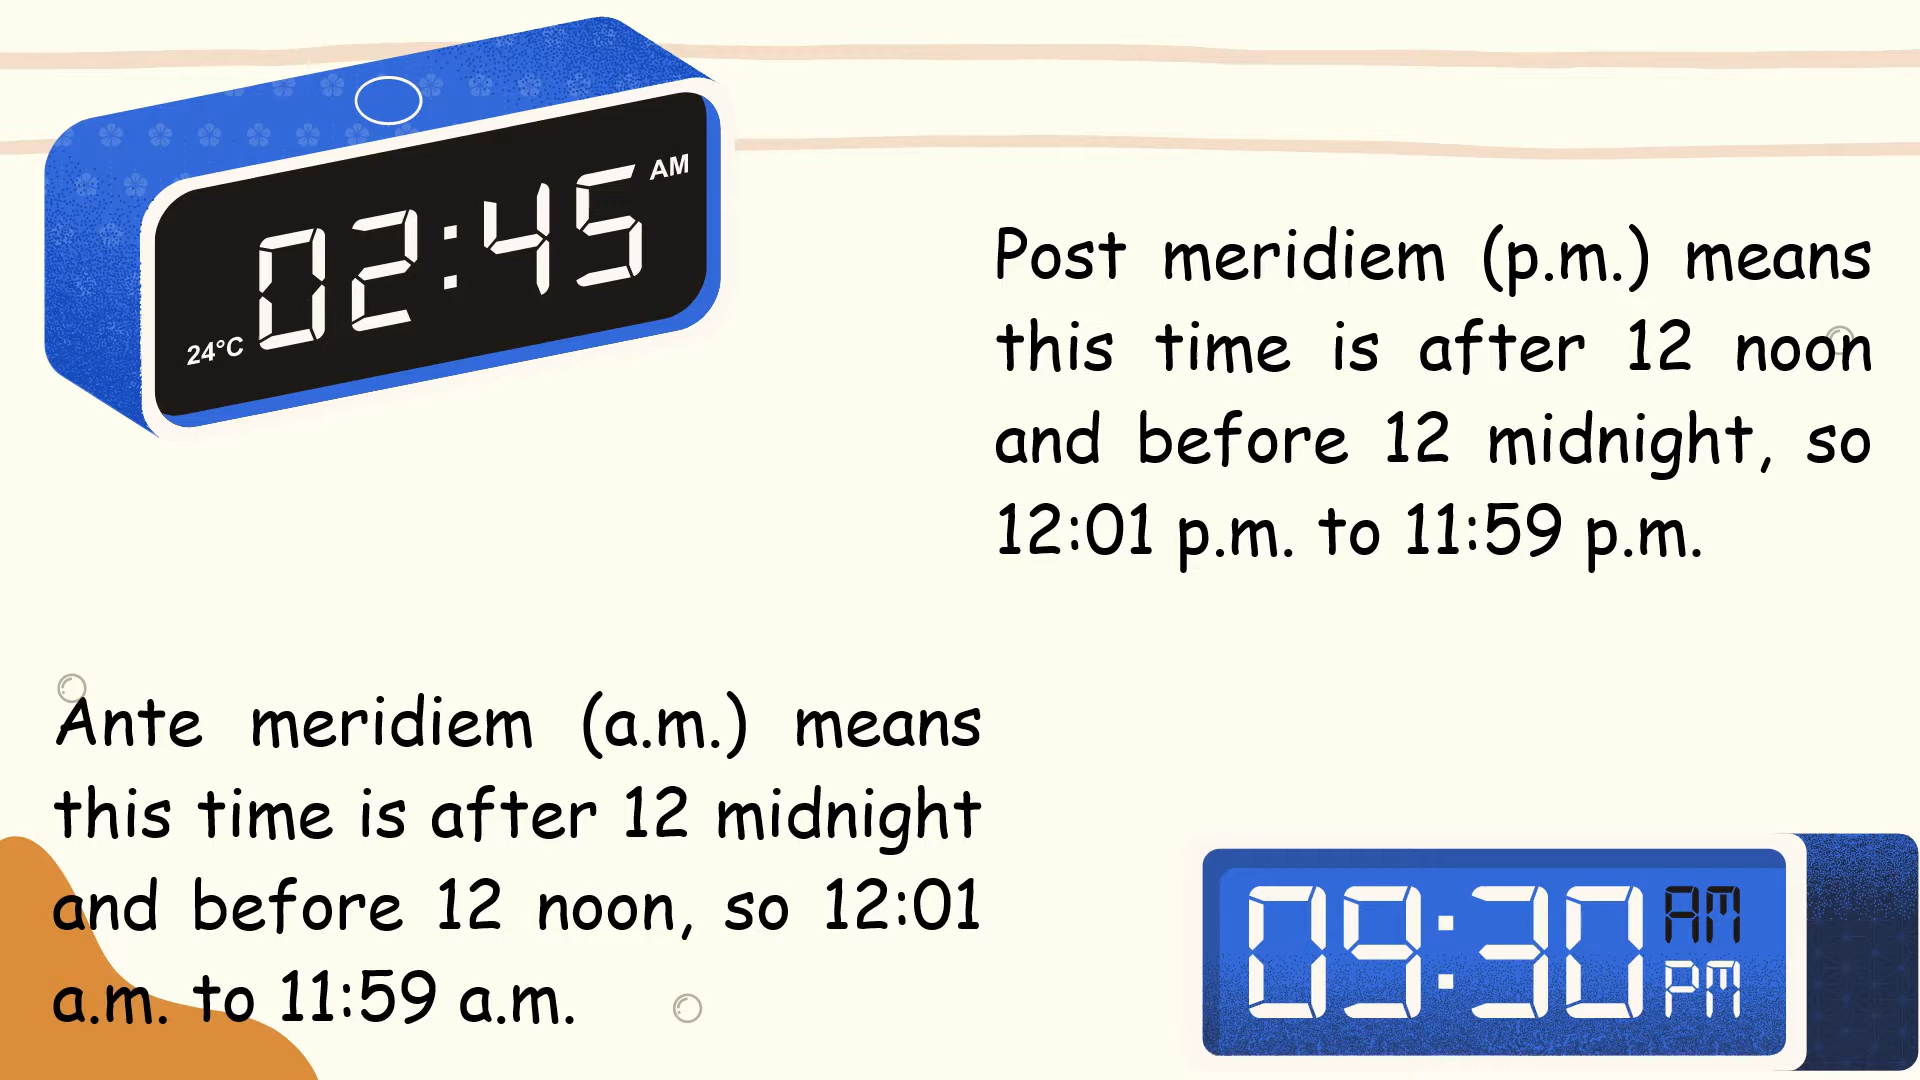 02:45 AM
24°C
Post meridiem (p.m.) means
this time is after 12 noon
and before 12 midnight, so
12:01 p.m. to 11:59 p.m.
Ante meridiem (a.m.) means
this time is after 12 midnight
and before 12 noon, so 12:01
a.m. to 11:59 a.m.
09:30 AM
PM